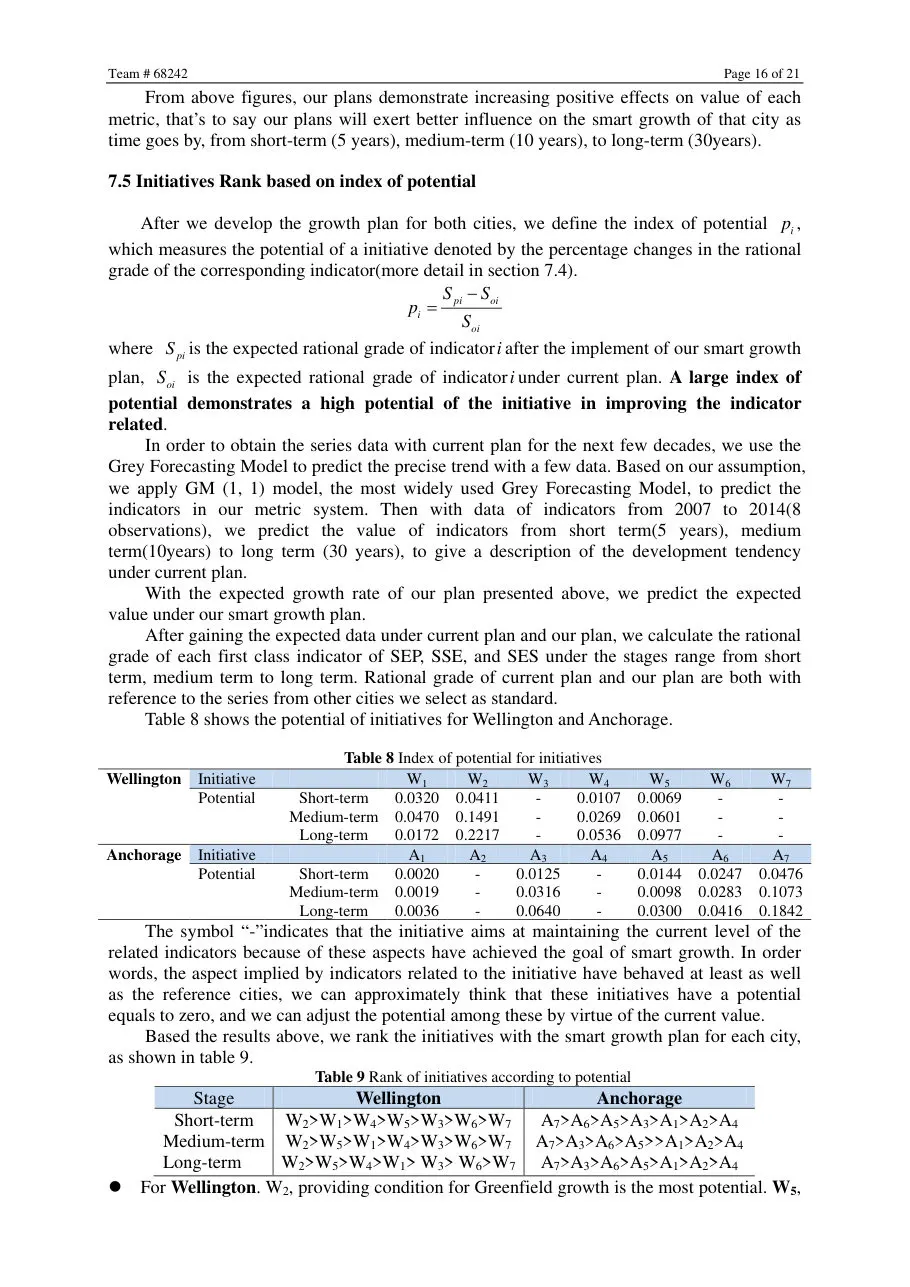 Team # 68242 Page 16 of 21
From above figures, our plans demonstrate increasing positive effects on value of each
metric, that’s to say our plans will exert better influence on the smart growth of that city as
time goes by, from short-term (5 years), medium-term (10 years), to long-term (30years).
7.5 Initiatives Rank based on index of potential
After we develop the growth plan for both cities, we define the index of potential p_i,
which measures the potential of a initiative denoted by the percentage changes in the rational
grade of the corresponding indicator(more detail in section 7.4).
p_i = (S_pi − S_oi) / S_oi
where S_pi is the expected rational grade of indicator i after the implement of our smart growth
plan, S_oi is the expected rational grade of indicator i under current plan. A large index of
potential demonstrates a high potential of the initiative in improving the indicator
related.
In order to obtain the series data with current plan for the next few decades, we use the
Grey Forecasting Model to predict the precise trend with a few data. Based on our assumption,
we apply GM (1, 1) model, the most widely used Grey Forecasting Model, to predict the
indicators in our metric system. Then with data of indicators from 2007 to 2014(8
observations), we predict the value of indicators from short term(5 years), medium
term(10years) to long term (30 years), to give a description of the development tendency
under current plan.
With the expected growth rate of our plan presented above, we predict the expected
value under our smart growth plan.
After gaining the expected data under current plan and our plan, we calculate the rational
grade of each first class indicator of SEP, SSE, and SES under the stages range from short
term, medium term to long term. Rational grade of current plan and our plan are both with
reference to the series from other cities we select as standard.
Table 8 shows the potential of initiatives for Wellington and Anchorage.
Table 8 Index of potential for initiatives
Wellington Initiative W1 W2 W3 W4 W5 W6 W7
Potential Short-term 0.0320 0.0411 - 0.0107 0.0069 - -
Medium-term 0.0470 0.1491 - 0.0269 0.0601 - -
Long-term 0.0172 0.2217 - 0.0536 0.0977 - -
Anchorage Initiative A1 A2 A3 A4 A5 A6 A7
Potential Short-term 0.0020 - 0.0125 - 0.0144 0.0247 0.0476
Medium-term 0.0019 - 0.0316 - 0.0098 0.0283 0.1073
Long-term 0.0036 - 0.0640 - 0.0300 0.0416 0.1842
The symbol “-”indicates that the initiative aims at maintaining the current level of the
related indicators because of these aspects have achieved the goal of smart growth. In order
words, the aspect implied by indicators related to the initiative have behaved at least as well
as the reference cities, we can approximately think that these initiatives have a potential
equals to zero, and we can adjust the potential among these by virtue of the current value.
Based the results above, we rank the initiatives with the smart growth plan for each city,
as shown in table 9.
Table 9 Rank of initiatives according to potential
Stage Wellington Anchorage
Short-term W2>W1>W4>W5>W3>W6>W7 A7>A6>A5>A3>A1>A2>A4
Medium-term W2>W5>W1>W4>W3>W6>W7 A7>A3>A6>A5>>A1>A2>A4
Long-term W2>W5>W4>W1> W3> W6>W7 A7>A3>A6>A5>A1>A2>A4
● For Wellington. W2, providing condition for Greenfield growth is the most potential. W5,